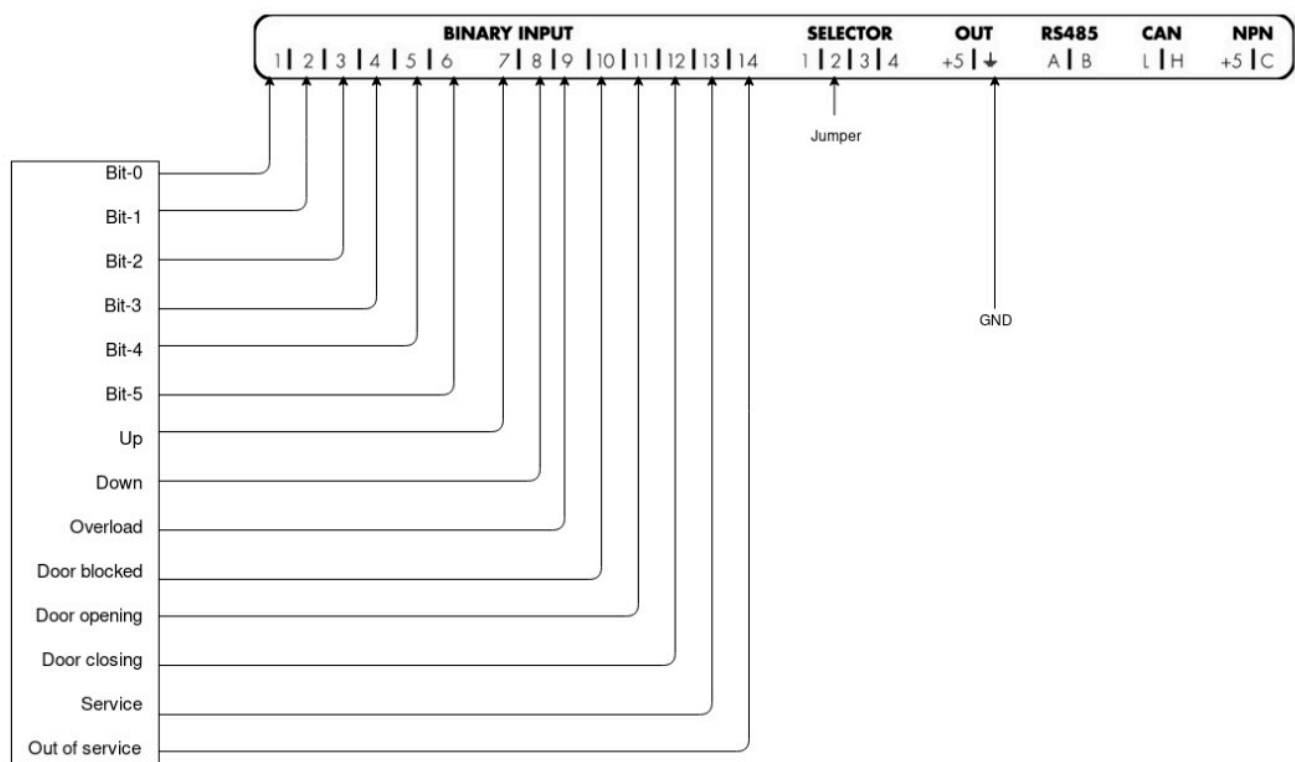 BINARY INPUT SELECTOR OUT RS485 CAN NPN
1 | 2 | 3 | 4 | 5 | 6 7 | 8 | 9 | 10 | 11 | 12 | 13 | 14 1 | 2 | 3 | 4 +5 | A | B L | H +5 | C
Jumper
Bit-0
Bit-1
Bit-2
Bit-3
GND
Bit-4
Bit-5
Up
Down
Overload
Door blocked
Door opening
Door closing
Service
Out of service